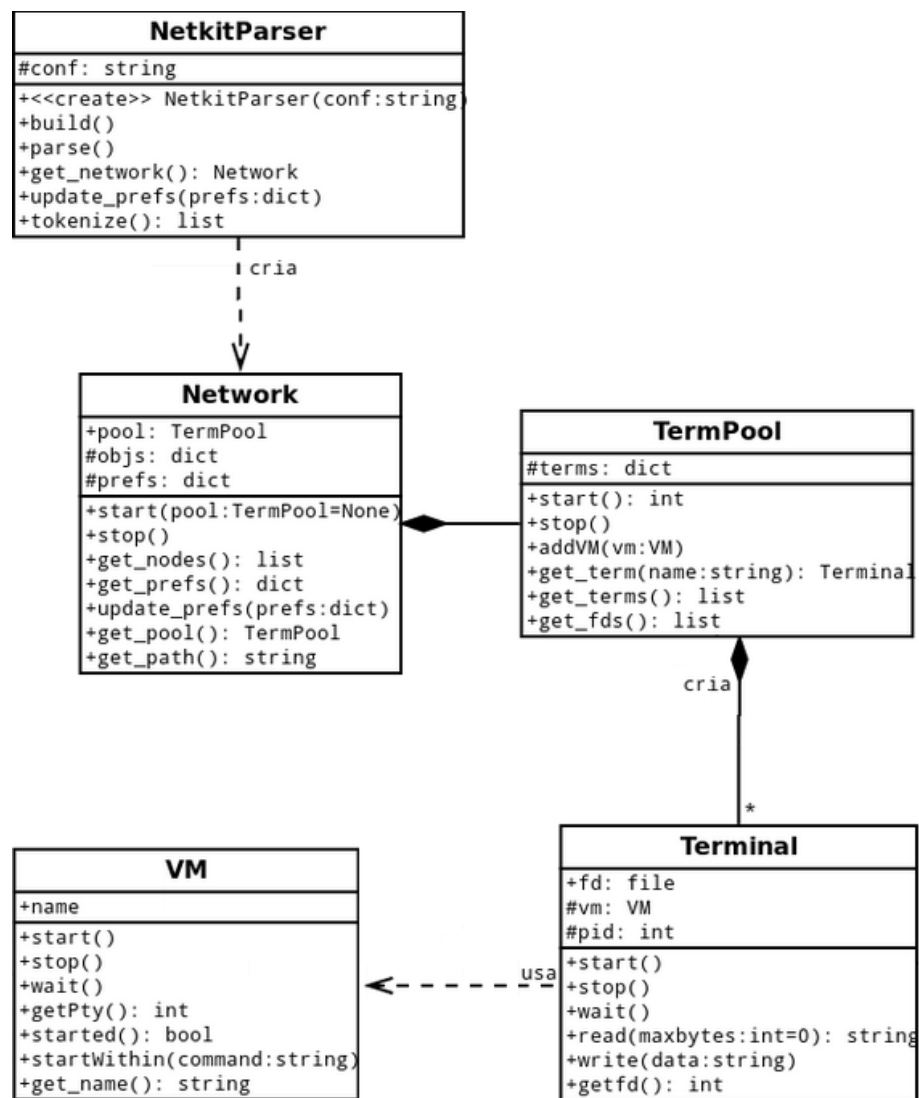 NetkitParser
#conf: string
+<<create>> NetkitParser(conf:string)
+build()
+parse()
+get_network(): Network
+update_prefs(prefs:dict)
+tokenize(): list
cria
Network
+pool: TermPool
#objs: dict
#prefs: dict
+start(pool:TermPool=None)
+stop()
+get_nodes(): list
+get_prefs(): dict
+update_prefs(prefs:dict)
+get_pool(): TermPool
+get_path(): string
TermPool
#terms: dict
+start(): int
+stop()
+addVM(vm:VM)
+get_term(name:string): Terminal
+get_terms(): list
+get_fds(): list
cria
*
VM
+name
+start()
+stop()
+wait()
+getPty(): int
+started(): bool
+startWithin(command:string)
+get_name(): string
usa
Terminal
+fd: file
#vm: VM
#pid: int
+start()
+stop()
+wait()
+read(maxbytes:int=0): string
+write(data:string)
+getfd(): int